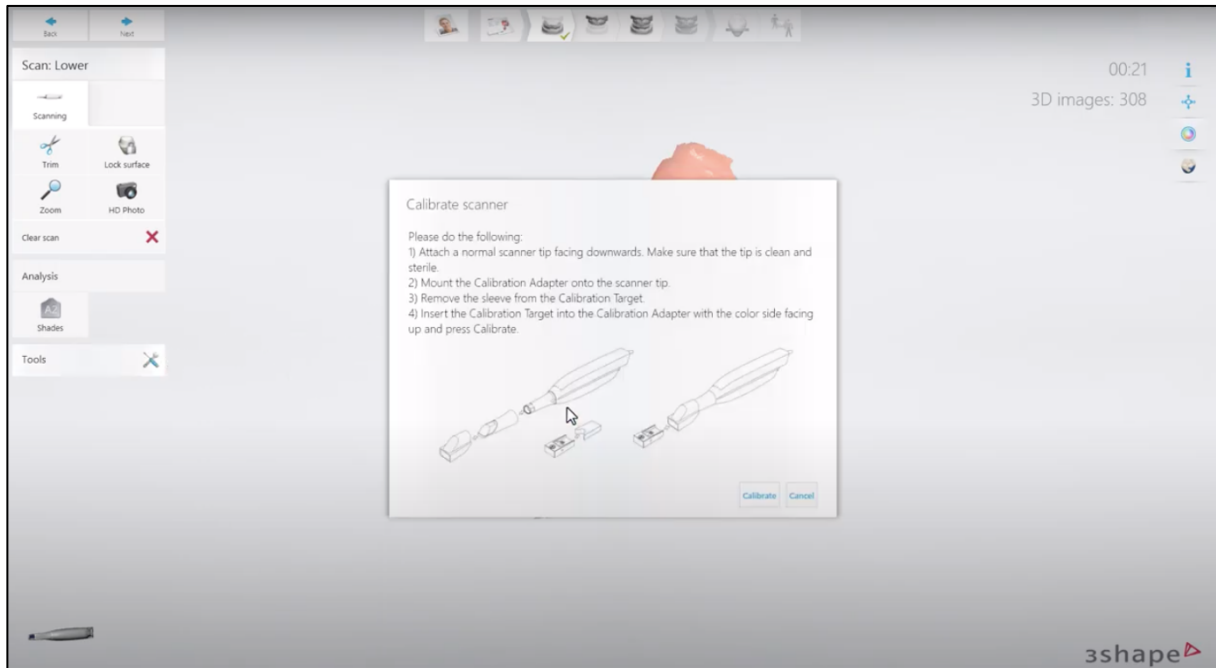 Back
Next
Scan: Lower
00:21
3D images: 308
Scanning
Trim
Lock surface
Zoom
HD Photo
Clear scan
Analysis
A2
Shades
Tools
Calibrate scanner
Please do the following:
1) Attach a normal scanner tip facing downwards. Make sure that the tip is clean and
sterile.
2) Mount the Calibration Adapter onto the scanner tip.
3) Remove the sleeve from the Calibration Target.
4) Insert the Calibration Target into the Calibration Adapter with the color side facing
up and press Calibrate.
Calibrate
Cancel
3shape